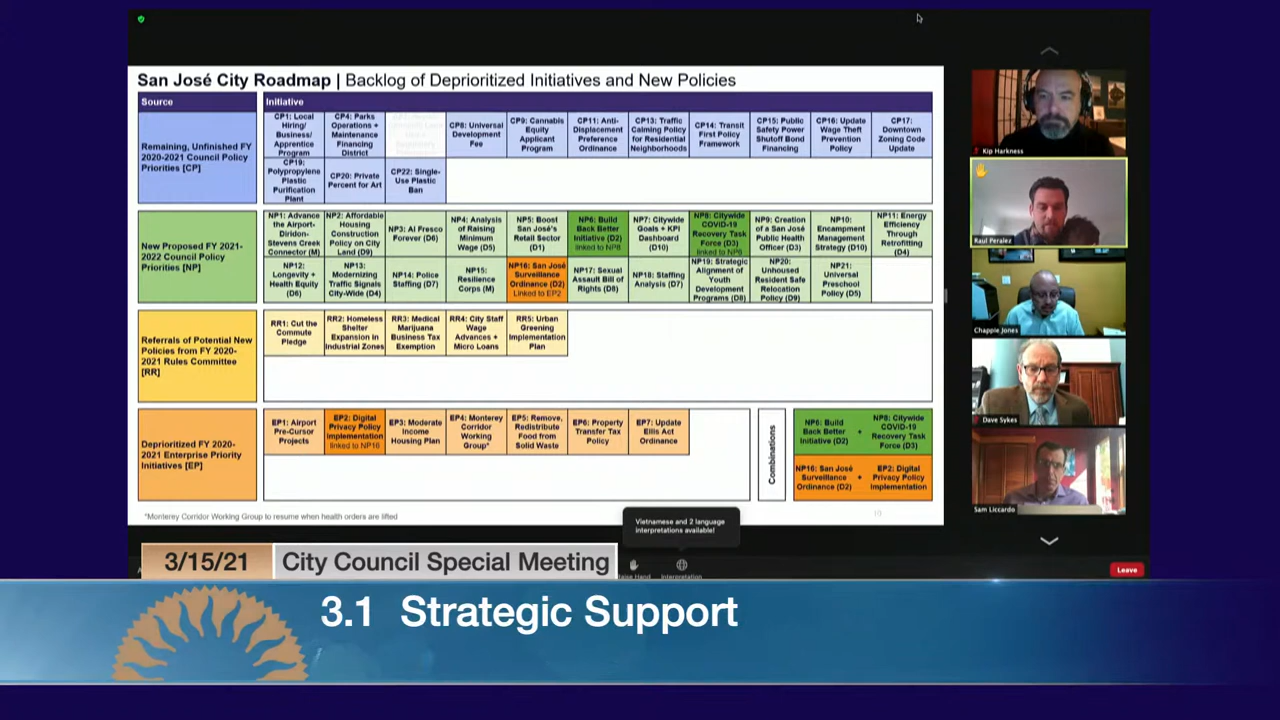 San José City Roadmap | Backlog of Deprioritized Initiatives and New Policies
Source
Initiative
Remaining, Unfinished FY
2020-2021 Council Policy
Priorities [CP]
CP1: Local
Hiring/
Business/
Apprentice
Program
CP4: Parks
Operations +
Maintenance
Financing
District
CP8: Universal
Development
Fee
CP9: Cannabis
Equity
Applicant
Program
CP11: Anti-
Displacement
Preference
Ordinance
CP13: Traffic
Calming Policy
for Residential
Neighborhoods
CP14: Transit
First Policy
Framework
CP15: Public
Safety Power
Shutoff Bond
Financing
CP16: Update
Wage Theft
Prevention
Policy
CP17:
Downtown
Zoning Code
Update
CP19:
Polypropylene
Plastic
Purification
Plant
CP20: Private
Percent for Art
CP22: Single-
Use Plastic
Ban
New Proposed FY 2021-
2022 Council Policy
Priorities [NP]
NP1: Advance
the Airport-
Diridon-
Stevens Creek
Connector (M)
NP2: Affordable
Housing
Construction
Policy on City
Land (D9)
NP3: Al Fresco
Forever (D6)
NP4: Analysis
of Raising
Minimum
Wage (D5)
NP5: Boost
San José's
Retail Sector
(D1)
NP6: Build
Back Better
Initiative (D2)
linked to NP8
NP7: Citywide
Goals + KPI
Dashboard
(D10)
NP8: Citywide
COVID-19
Recovery Task
Force (D3)
linked to NP6
NP9: Creation
of a San José
Public Health
Officer (D3)
NP10:
Encampment
Management
Strategy (D10)
NP11: Energy
Efficiency
Through
Retrofitting
(D4)
NP12:
Longevity +
Health Equity
(D6)
NP13:
Modernizing
Traffic Signals
City-Wide (D4)
NP14: Police
Staffing (D7)
NP15:
Resilience
Corps (M)
NP16: San José
Surveillance
Ordinance (D2)
Linked to EP2
NP17: Sexual
Assault Bill of
Rights (D8)
NP18: Staffing
Analysis (D7)
NP19: Strategic
Alignment of
Youth
Development
Programs (D8)
NP20:
Unhoused
Resident Safe
Relocation
Policy (D9)
NP21:
Universal
Preschool
Policy (D5)
Referrals of Potential New
Policies from FY 2020-
2021 Rules Committee
[RR]
RR1: Cut the
Commute
Pledge
RR2: Homeless
Shelter
Expansion in
Industrial Zones
RR3: Medical
Marijuana
Business Tax
Exemption
RR4: City Staff
Wage
Advances +
Micro Loans
RR5: Urban
Greening
Implementation
Plan
Deprioritized FY 2020-
2021 Enterprise Priority
Initiatives [EP]
EP1: Airport
Pre-Cursor
Projects
EP2: Digital
Privacy Policy
Implementation
linked to NP16
EP3: Moderate
Income
Housing Plan
EP4: Monterey
Corridor
Working
Group*
EP5: Remove,
Redistribute
Food from
Solid Waste
EP6: Property
Transfer Tax
Policy
EP7: Update
Ellis Act
Ordinance
Combinations
NP6: Build
Back Better
Initiative (D2)
+
NP8: Citywide
COVID-19
Recovery Task
Force (D3)
NP16: San José
Surveillance
Ordinance (D2)
+
EP2: Digital
Privacy Policy
Implementation
*Monterey Corridor Working Group to resume when health orders are lifted
10
Kip Harkness
Raul Peralez
Chappie Jones
Dave Sykes
Sam Liccardo
Vietnamese and 2 language
interpretations available!
Raise Hand
Interpretation
Leave
3/15/21
City Council Special Meeting
3.1 Strategic Support